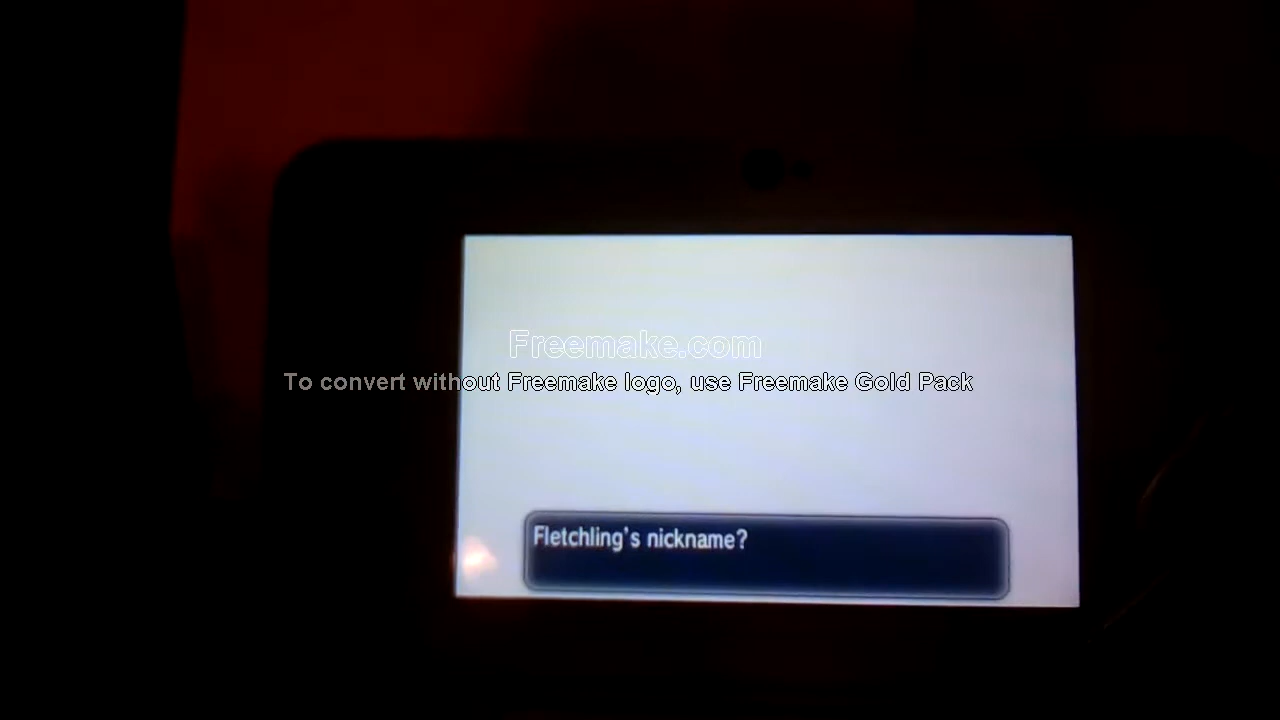 Freemake.com
To convert without Freemake logo, use Freemake Gold Pack
Fletchling's nickname?